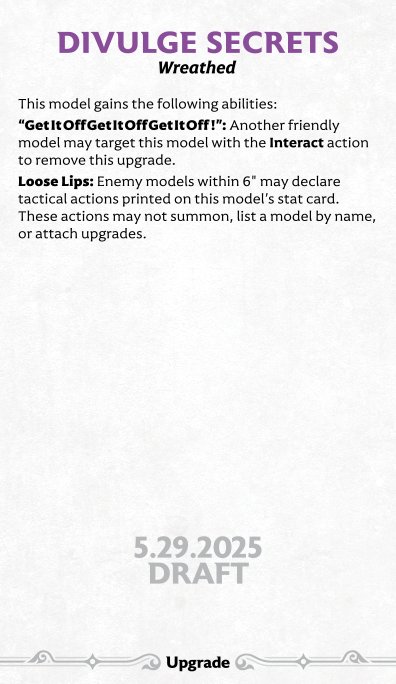 DIVULGE SECRETS
Wreathed
This model gains the following abilities:
“GetItOffGetItOffGetItOff!”: Another friendly
model may target this model with the Interact action
to remove this upgrade.
Loose Lips: Enemy models within 6" may declare
tactical actions printed on this model’s stat card.
These actions may not summon, list a model by name,
or attach upgrades.
5.29.2025
DRAFT
Upgrade